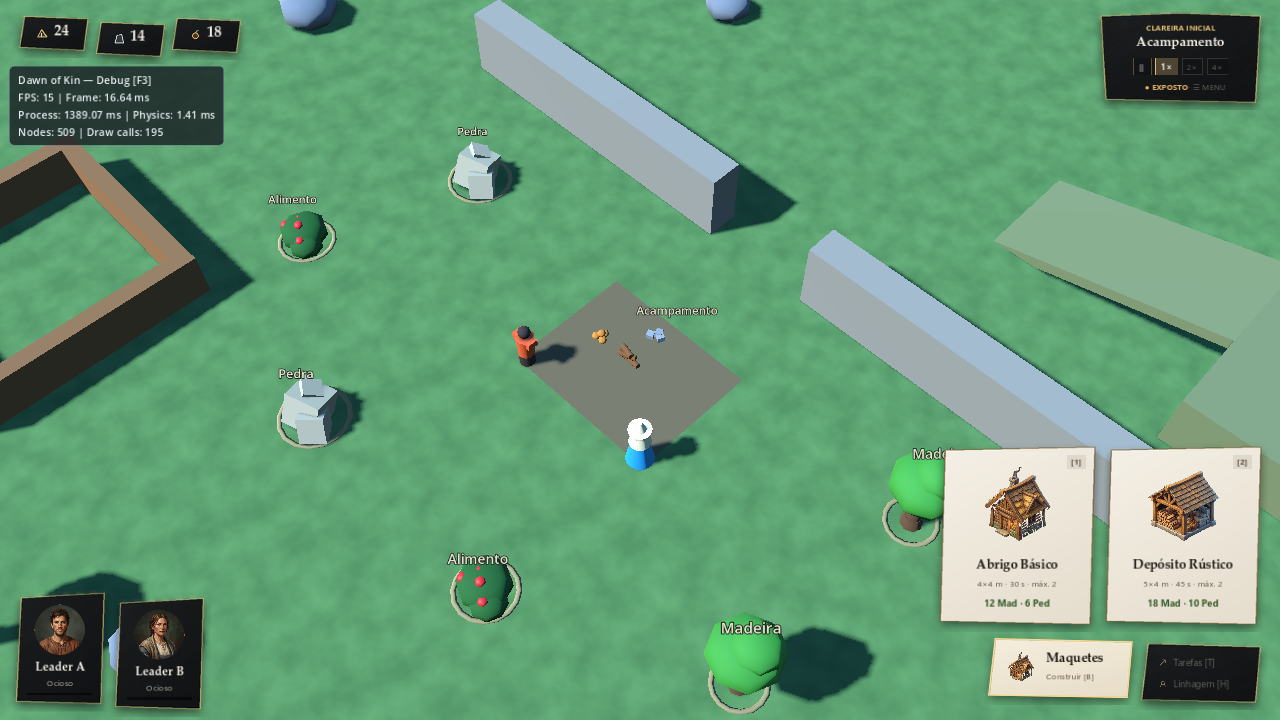 24
14
18
Dawn of Kin — Debug [F3]
FPS: 15 | Frame: 16.64 ms
Process: 1389.07 ms | Physics: 1.41 ms
Nodes: 509 | Draw calls: 195
CLAREIRA INICIAL
Acampamento
1×
2×
4×
● EXPOSTO ☰ MENU
Pedra
Alimento
Acampamento
Pedra
Alimento
Madeira
[1]
Abrigo Básico
4×4 m · 30 s · máx. 2
12 Mad · 6 Ped
[2]
Depósito Rústico
5×4 m · 45 s · máx. 2
18 Mad · 10 Ped
Leader A
Ocioso
Leader B
Ocioso
Maquetes
Construir [B]
Tarefas [T]
Linhagem [H]